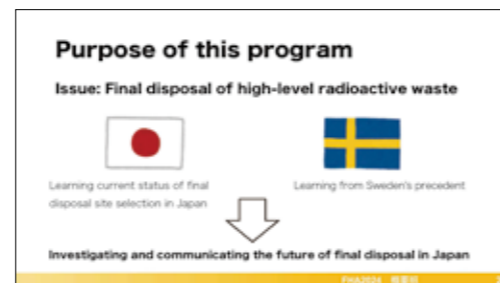 Purpose of this program
Issue: Final disposal of high-level radioactive waste
Learning current status of final
disposal site selection in Japan
Learning from Sweden's precedent
Investigating and communicating the future of final disposal in Japan
FHA2024